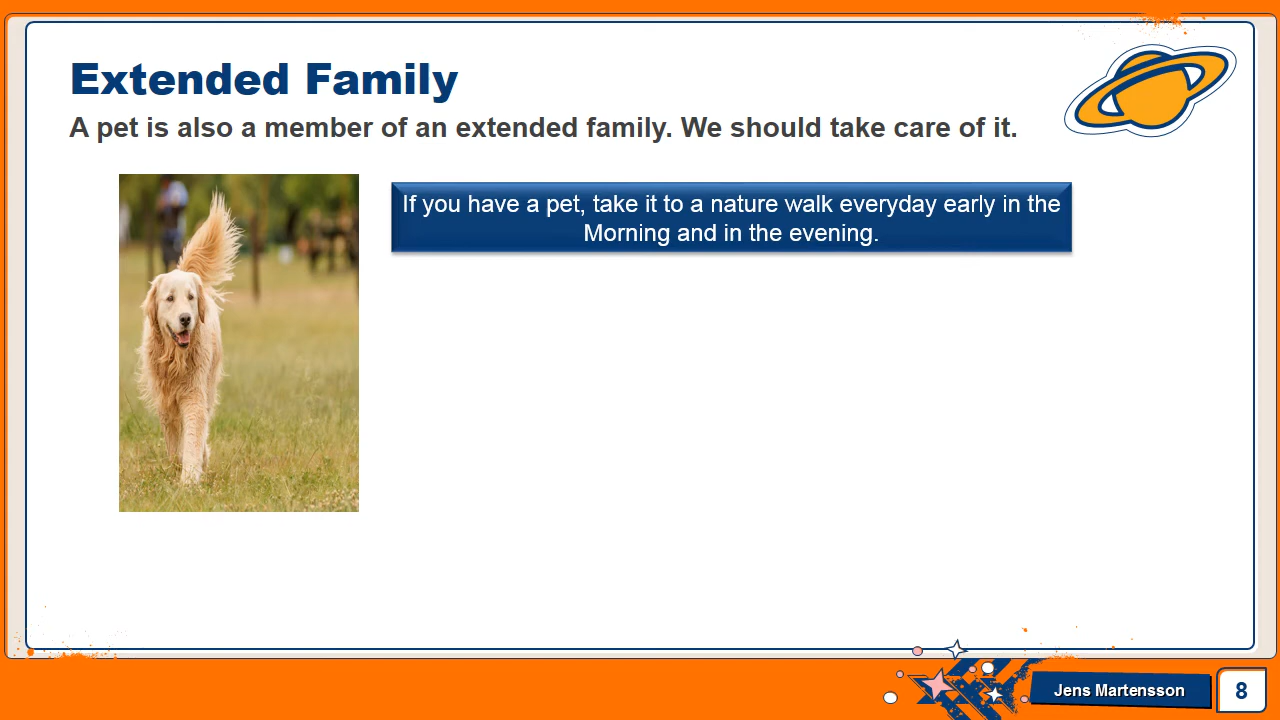 Extended Family
A pet is also a member of an extended family. We should take care of it.
If you have a pet, take it to a nature walk everyday early in the
Morning and in the evening.
Jens Martensson
8